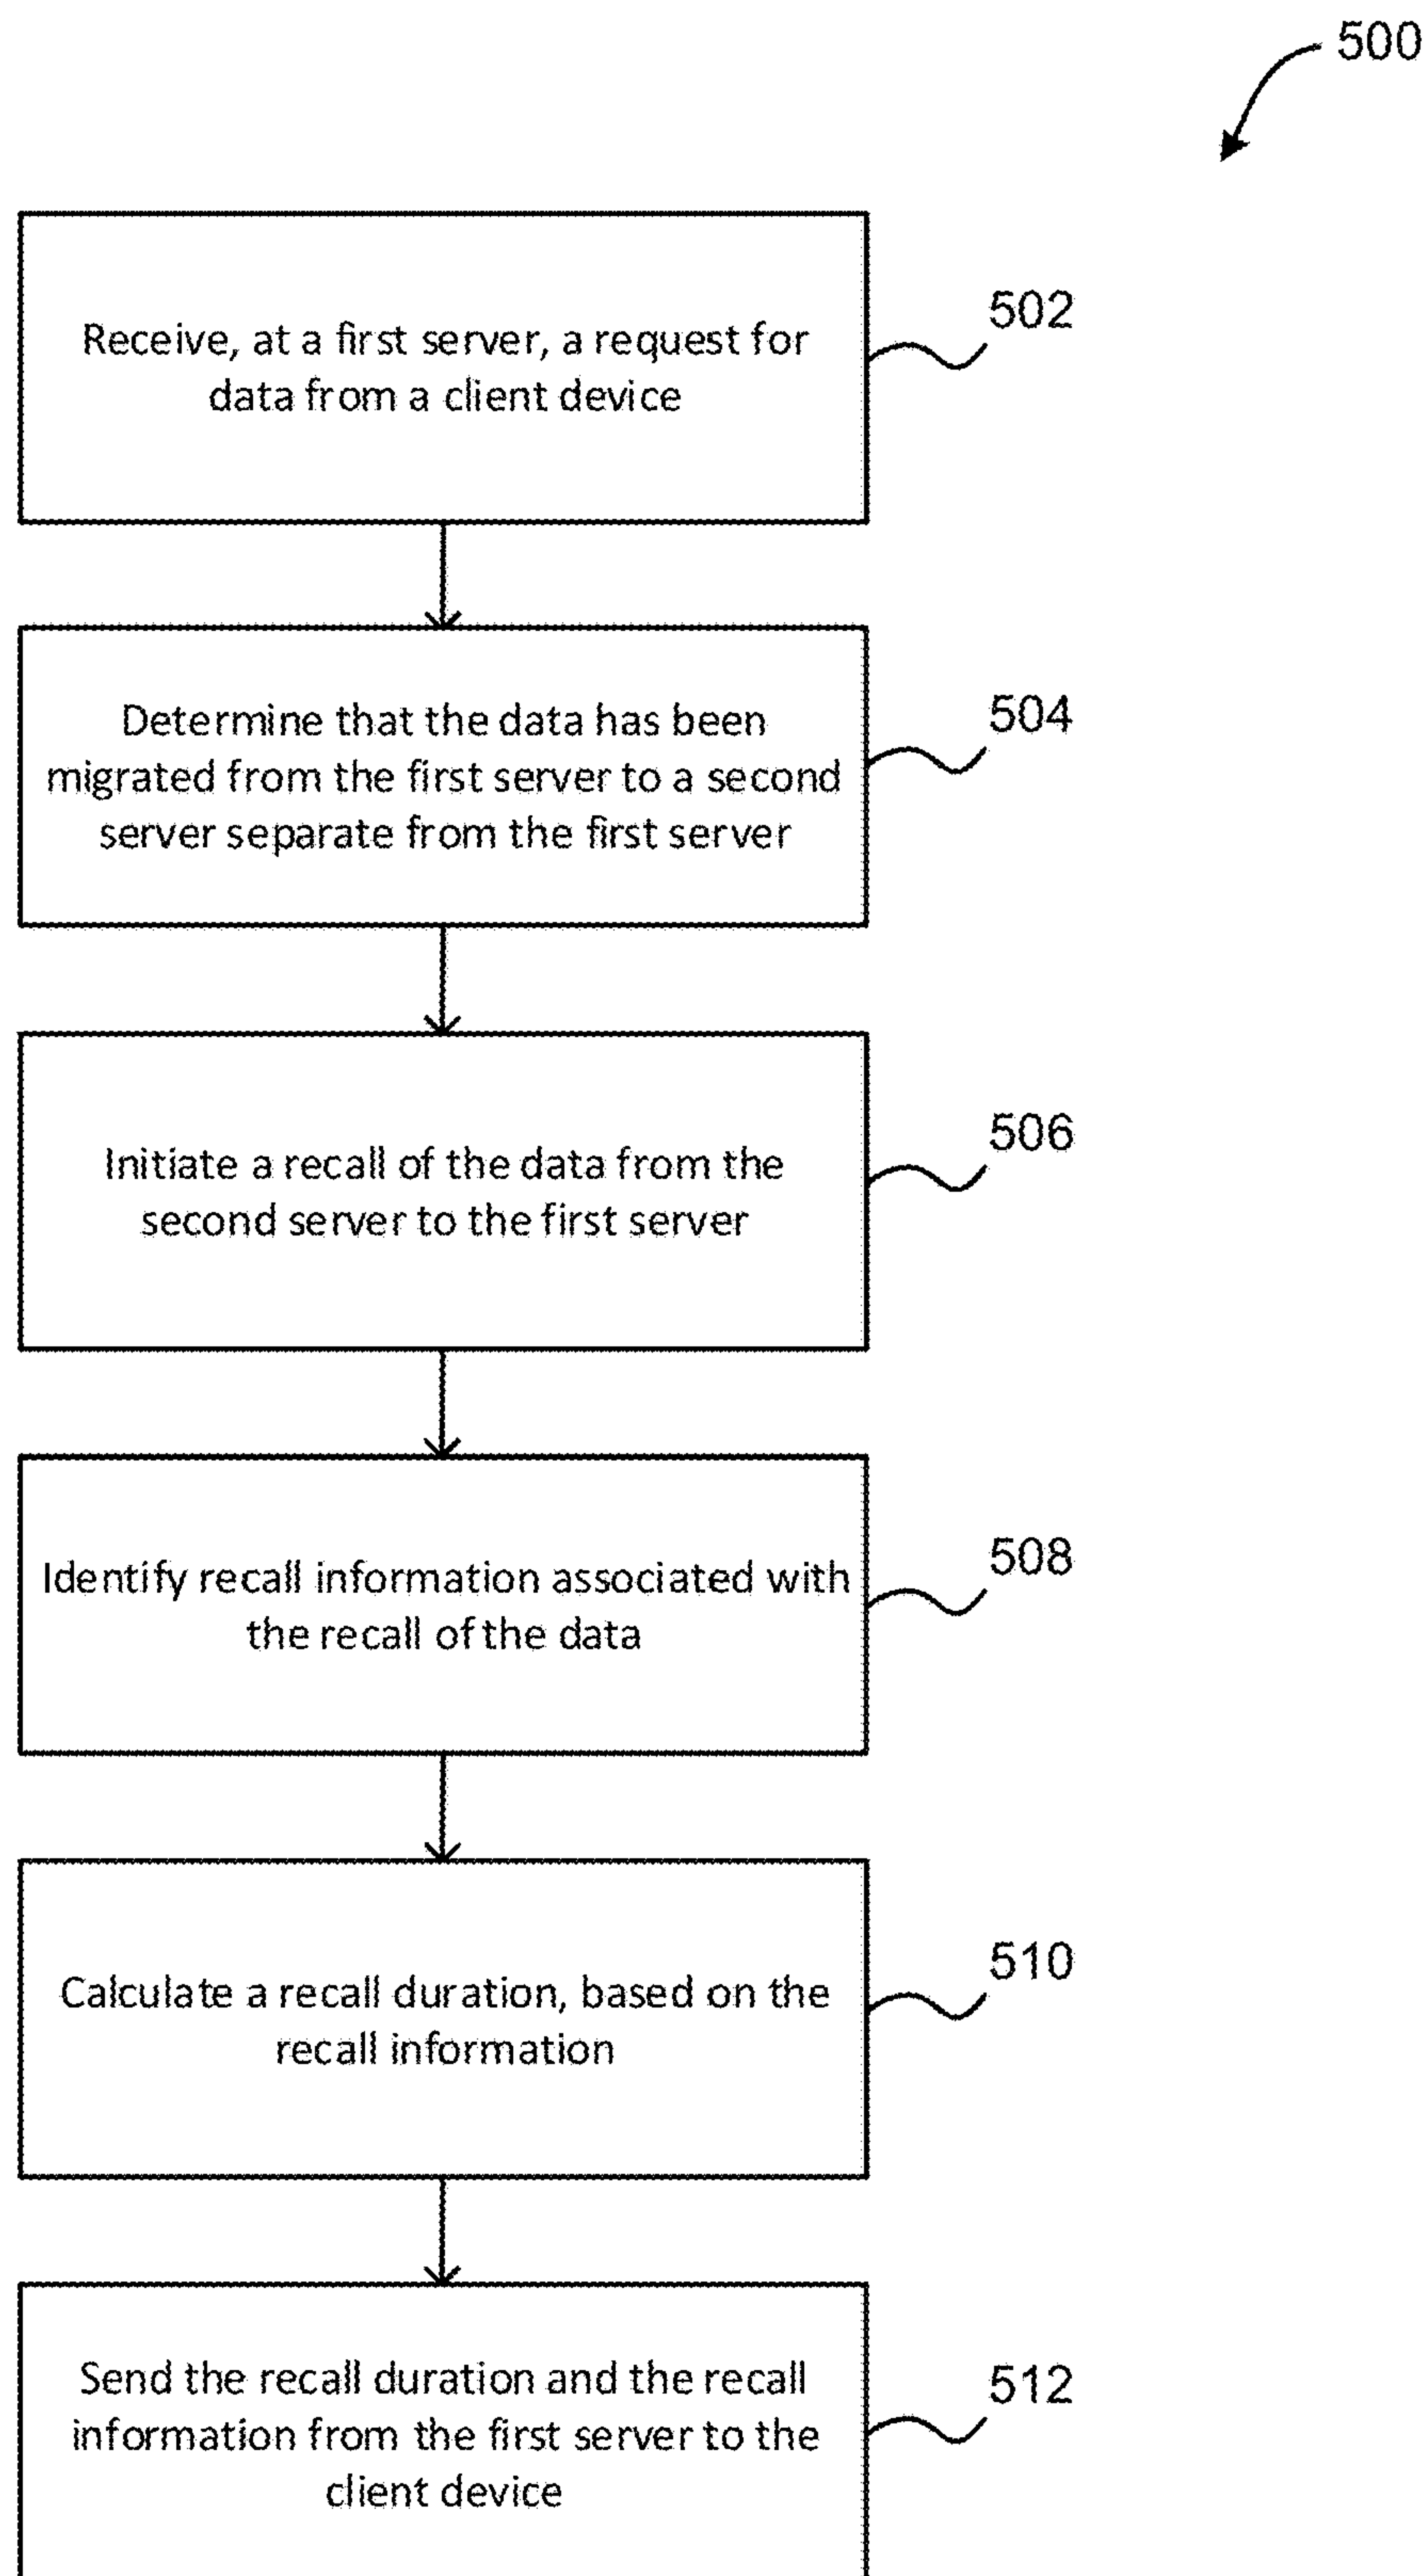 500
Receive, at a first server, a request for
data from a client device
502
Determine that the data has been
migrated from the first server to a second
server separate from the first server
504
Initiate a recall of the data from the
second server to the first server
506
Identify recall information associated with
the recall of the data
508
Calculate a recall duration, based on the
recall information
510
Send the recall duration and the recall
information from the first server to the
client device
512